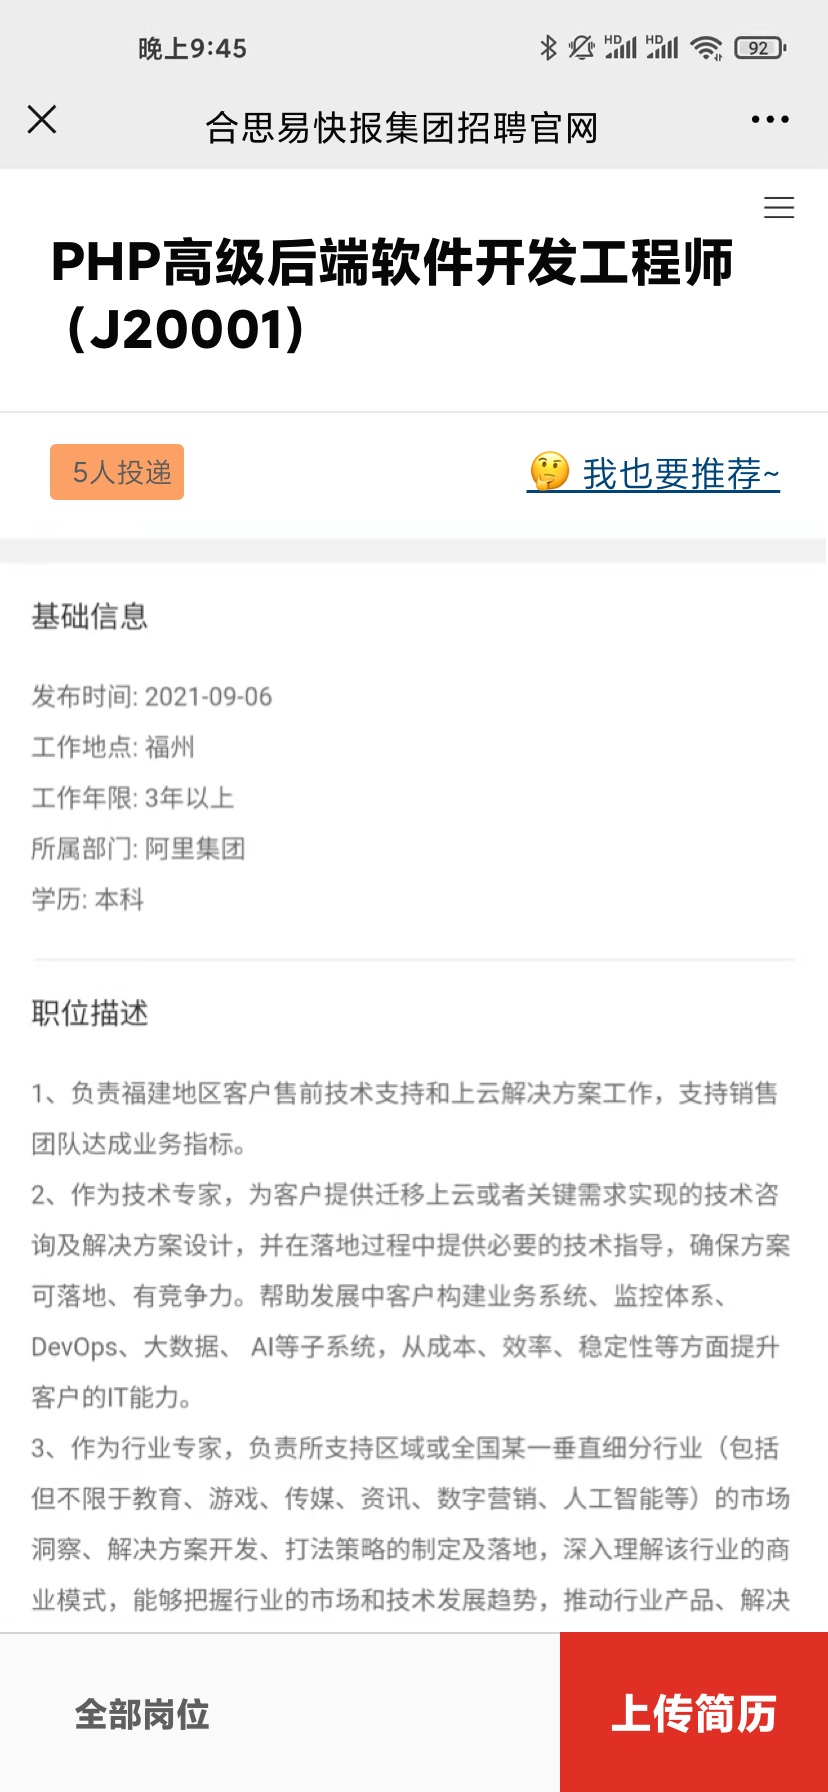 晚上9:45
HD HD 92
合思易快报集团招聘官网
PHP高级后端软件开发工程师
（J20001）
5人投递
我也要推荐~
基础信息
发布时间: 2021-09-06
工作地点: 福州
工作年限: 3年以上
所属部门: 阿里集团
学历: 本科
职位描述
1、负责福建地区客户售前技术支持和上云解决方案工作，支持销售
团队达成业务指标。
2、作为技术专家，为客户提供迁移上云或者关键需求实现的技术咨
询及解决方案设计，并在落地过程中提供必要的技术指导，确保方案
可落地、有竞争力。帮助发展中客户构建业务系统、监控体系、
DevOps、大数据、 AI等子系统，从成本、效率、稳定性等方面提升
客户的IT能力。
3、作为行业专家，负责所支持区域或全国某一垂直细分行业（包括
但不限于教育、游戏、传媒、资讯、数字营销、人工智能等）的市场
洞察、解决方案开发、打法策略的制定及落地，深入理解该行业的商
业模式，能够把握行业的市场和技术发展趋势，推动行业产品、解决
全部岗位
上传简历